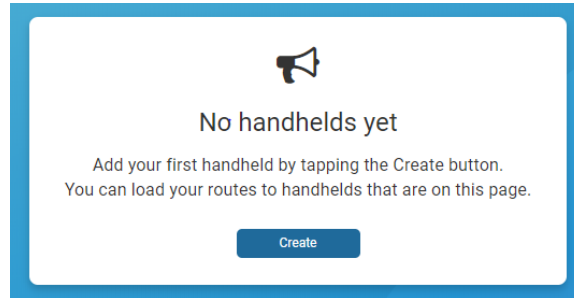 No handhelds yet
Add your first handheld by tapping the Create button.
You can load your routes to handhelds that are on this page.
Create